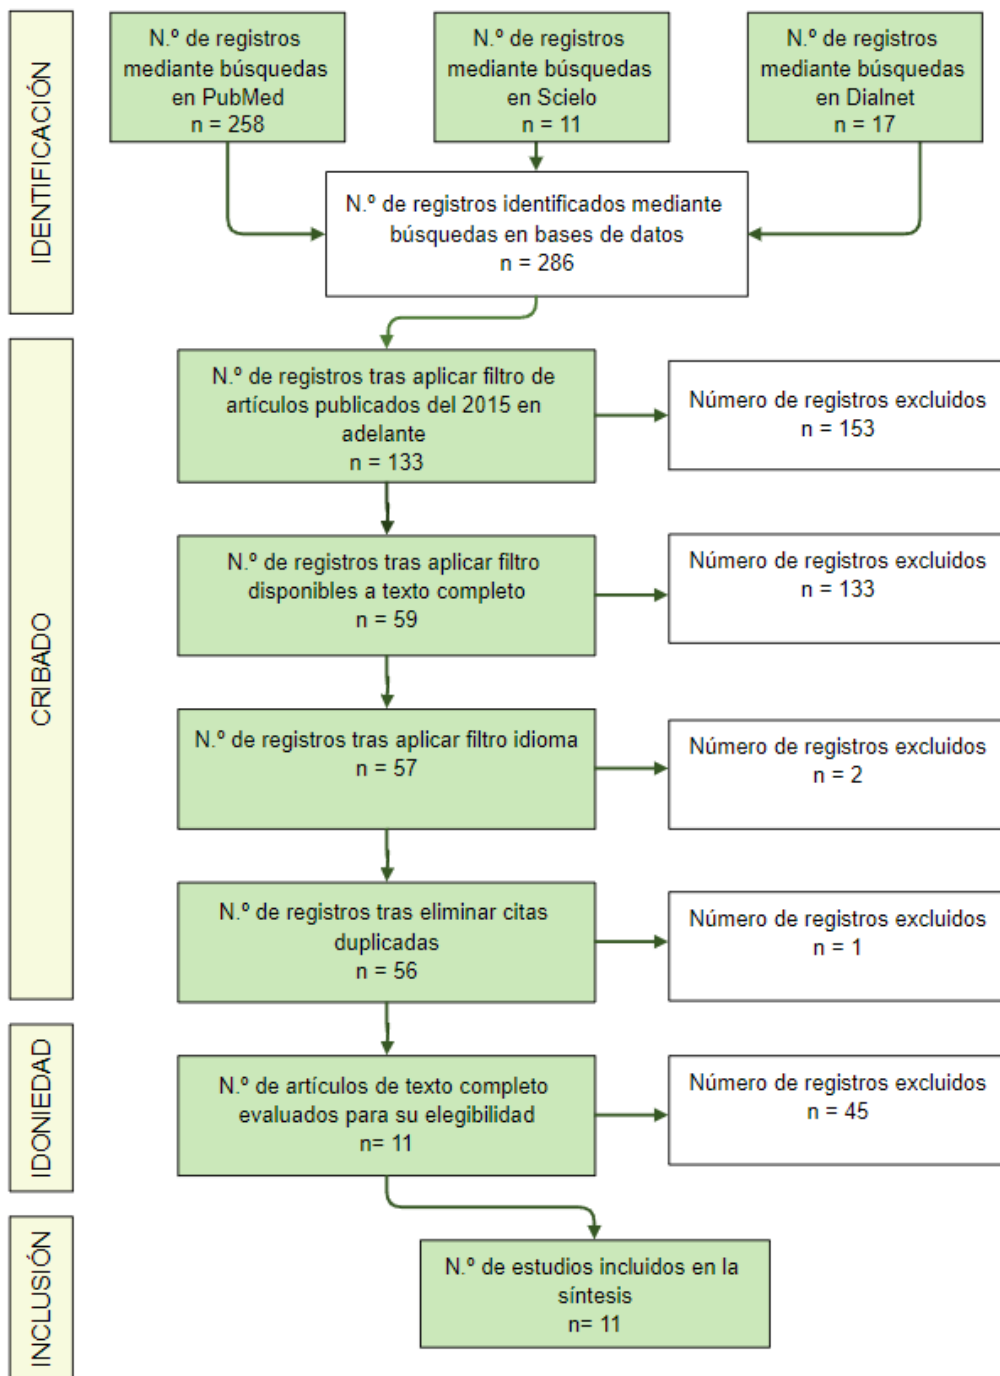 IDENTIFICACIÓN
N.º de registros
mediante búsquedas
en PubMed
n = 258
N.º de registros
mediante búsquedas
en Scielo
n = 11
N.º de registros
mediante búsquedas
en Dialnet
n = 17
N.º de registros identificados mediante
búsquedas en bases de datos
n = 286
CRIBADO
N.º de registros tras aplicar filtro de
artículos publicados del 2015 en
adelante
n = 133
Número de registros excluidos
n = 153
N.º de registros tras aplicar filtro
disponibles a texto completo
n = 59
Número de registros excluidos
n = 133
N.º de registros tras aplicar filtro idioma
n = 57
Número de registros excluidos
n = 2
N.º de registros tras eliminar citas
duplicadas
n = 56
Número de registros excluidos
n = 1
IDONIEDAD
N.º de artículos de texto completo
evaluados para su elegibilidad
n= 11
Número de registros excluidos
n = 45
INCLUSIÓN
N.º de estudios incluidos en la
síntesis
n= 11